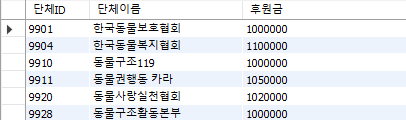 단체ID 단체이름 후원금
9901 한국동물보호협회 1000000
9904 한국동물복지협회 1100000
9910 동물구조119 1000000
9911 동물권행동 카라 1050000
9920 동물사랑실천협회 1020000
9928 동물구조활동본부 1000000